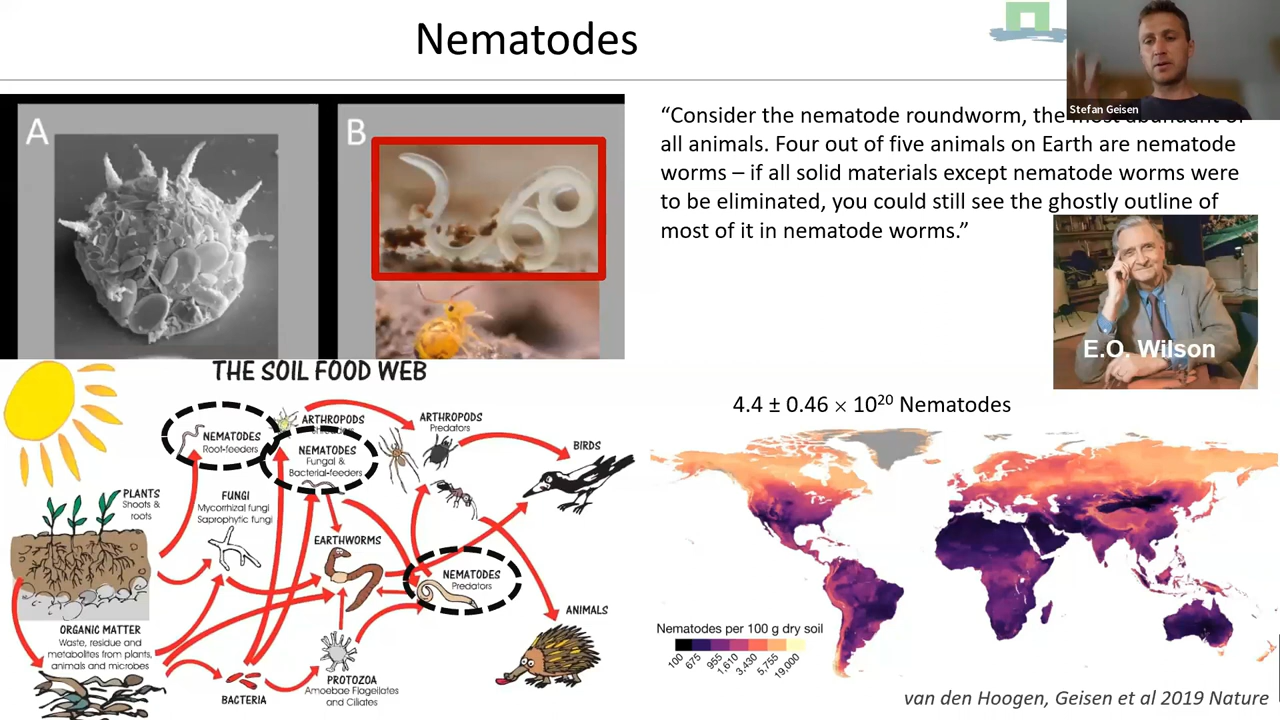 Nematodes
Stefan Geisen
A
B
“Consider the nematode roundworm, the most abundant of
all animals. Four out of five animals on Earth are nematode
worms – if all solid materials except nematode worms were
to be eliminated, you could still see the ghostly outline of
most of it in nematode worms.”
E.O. Wilson
THE SOIL FOOD WEB
NEMATODES
Root-feeders
ARTHROPODS
Shredders
NEMATODES
Fungal &
Bacterial-feeders
ARTHROPODS
Predators
BIRDS
PLANTS
Shoots &
roots
FUNGI
Mycorrhizal fungi
Saprophytic fungi
EARTHWORMS
NEMATODES
Predators
ANIMALS
ORGANIC MATTER
Waste, residue and
metabolites from plants,
animals and microbes
BACTERIA
PROTOZOA
Amoebae Flagellates
and Ciliates
4.4 ± 0.46 × 10²⁰ Nematodes
Nematodes per 100 g dry soil
100 675 955 1,610 3,430 5,755 19,000
van den Hoogen, Geisen et al 2019 Nature